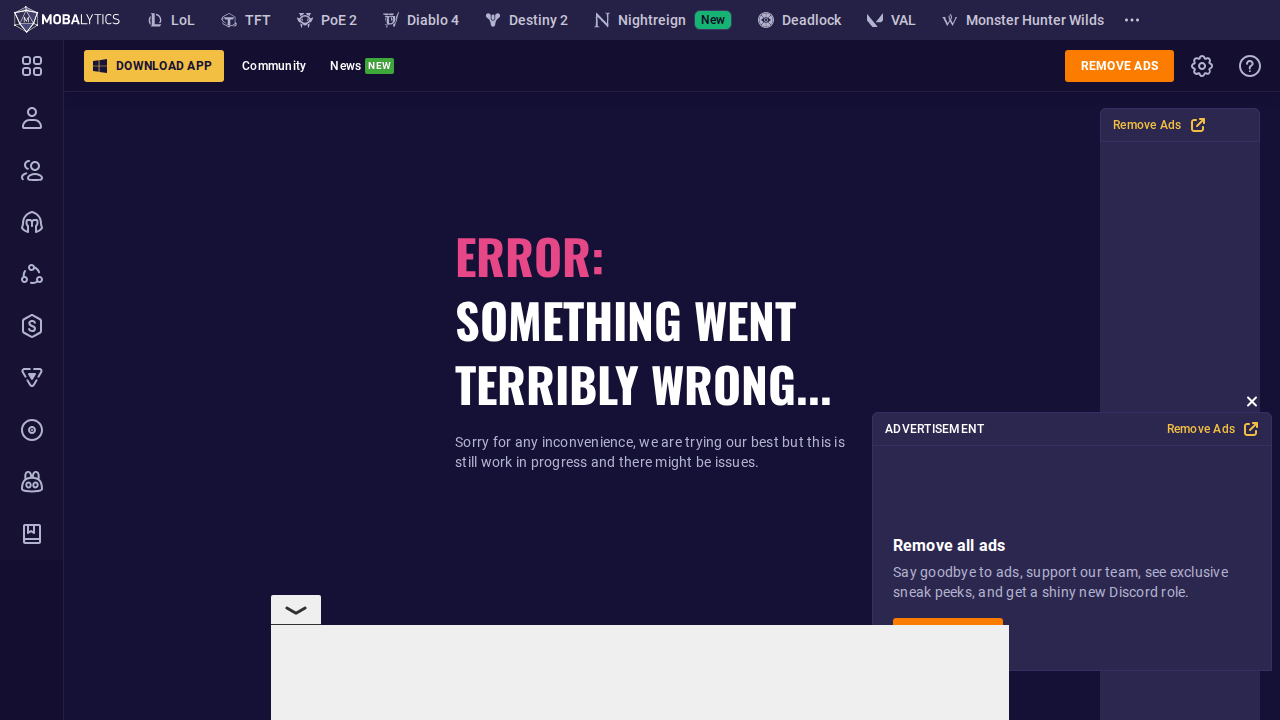 MOBALYTICS LoL TFT PoE 2 Diablo 4 Destiny 2 Nightreign New Deadlock VAL Monster Hunter Wilds
DOWNLOAD APP Community News NEW REMOVE ADS
Remove Ads
ERROR:
SOMETHING WENT
TERRIBLY WRONG...
Sorry for any inconvenience, we are trying our best but this is
still work in progress and there might be issues.
ADVERTISEMENT Remove Ads
Remove all ads
Say goodbye to ads, support our team, see exclusive
sneak peeks, and get a shiny new Discord role.